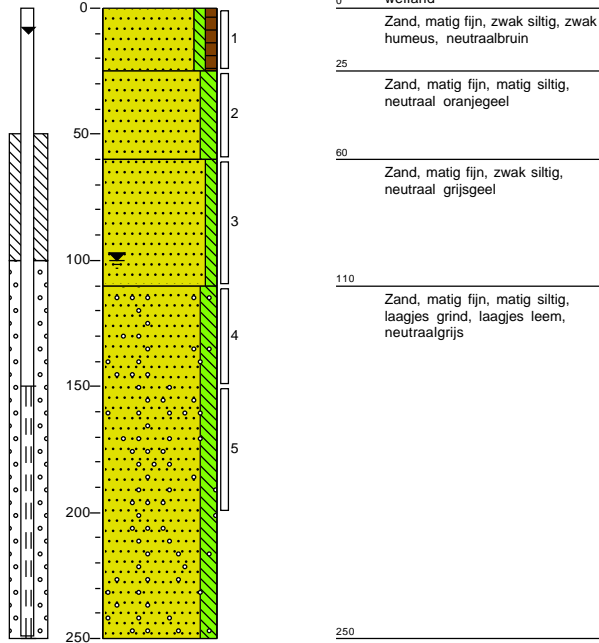 0
weiland
Zand, matig fijn, zwak siltig, zwak
humeus, neutraalbruin
25
Zand, matig fijn, matig siltig,
neutraal oranjegeel
60
Zand, matig fijn, zwak siltig,
neutraal grijsgeel
110
Zand, matig fijn, matig siltig,
laagjes grind, laagjes leem,
neutraalgrijs
250
0
50
100
150
200
250
1
2
3
4
5